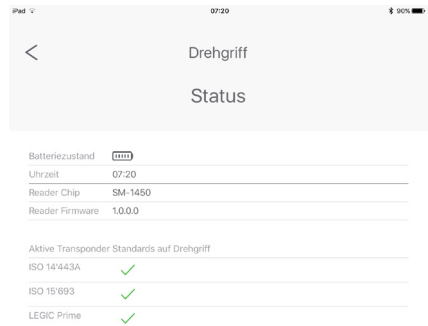 iPad 07:20 90%
Drehgriff
Status
Batteriezustand
Uhrzeit 07:20
Reader Chip SM-1450
Reader Firmware 1.0.0.0
Aktive Transponder Standards auf Drehgriff
ISO 14'443A
ISO 15'693
LEGIC Prime